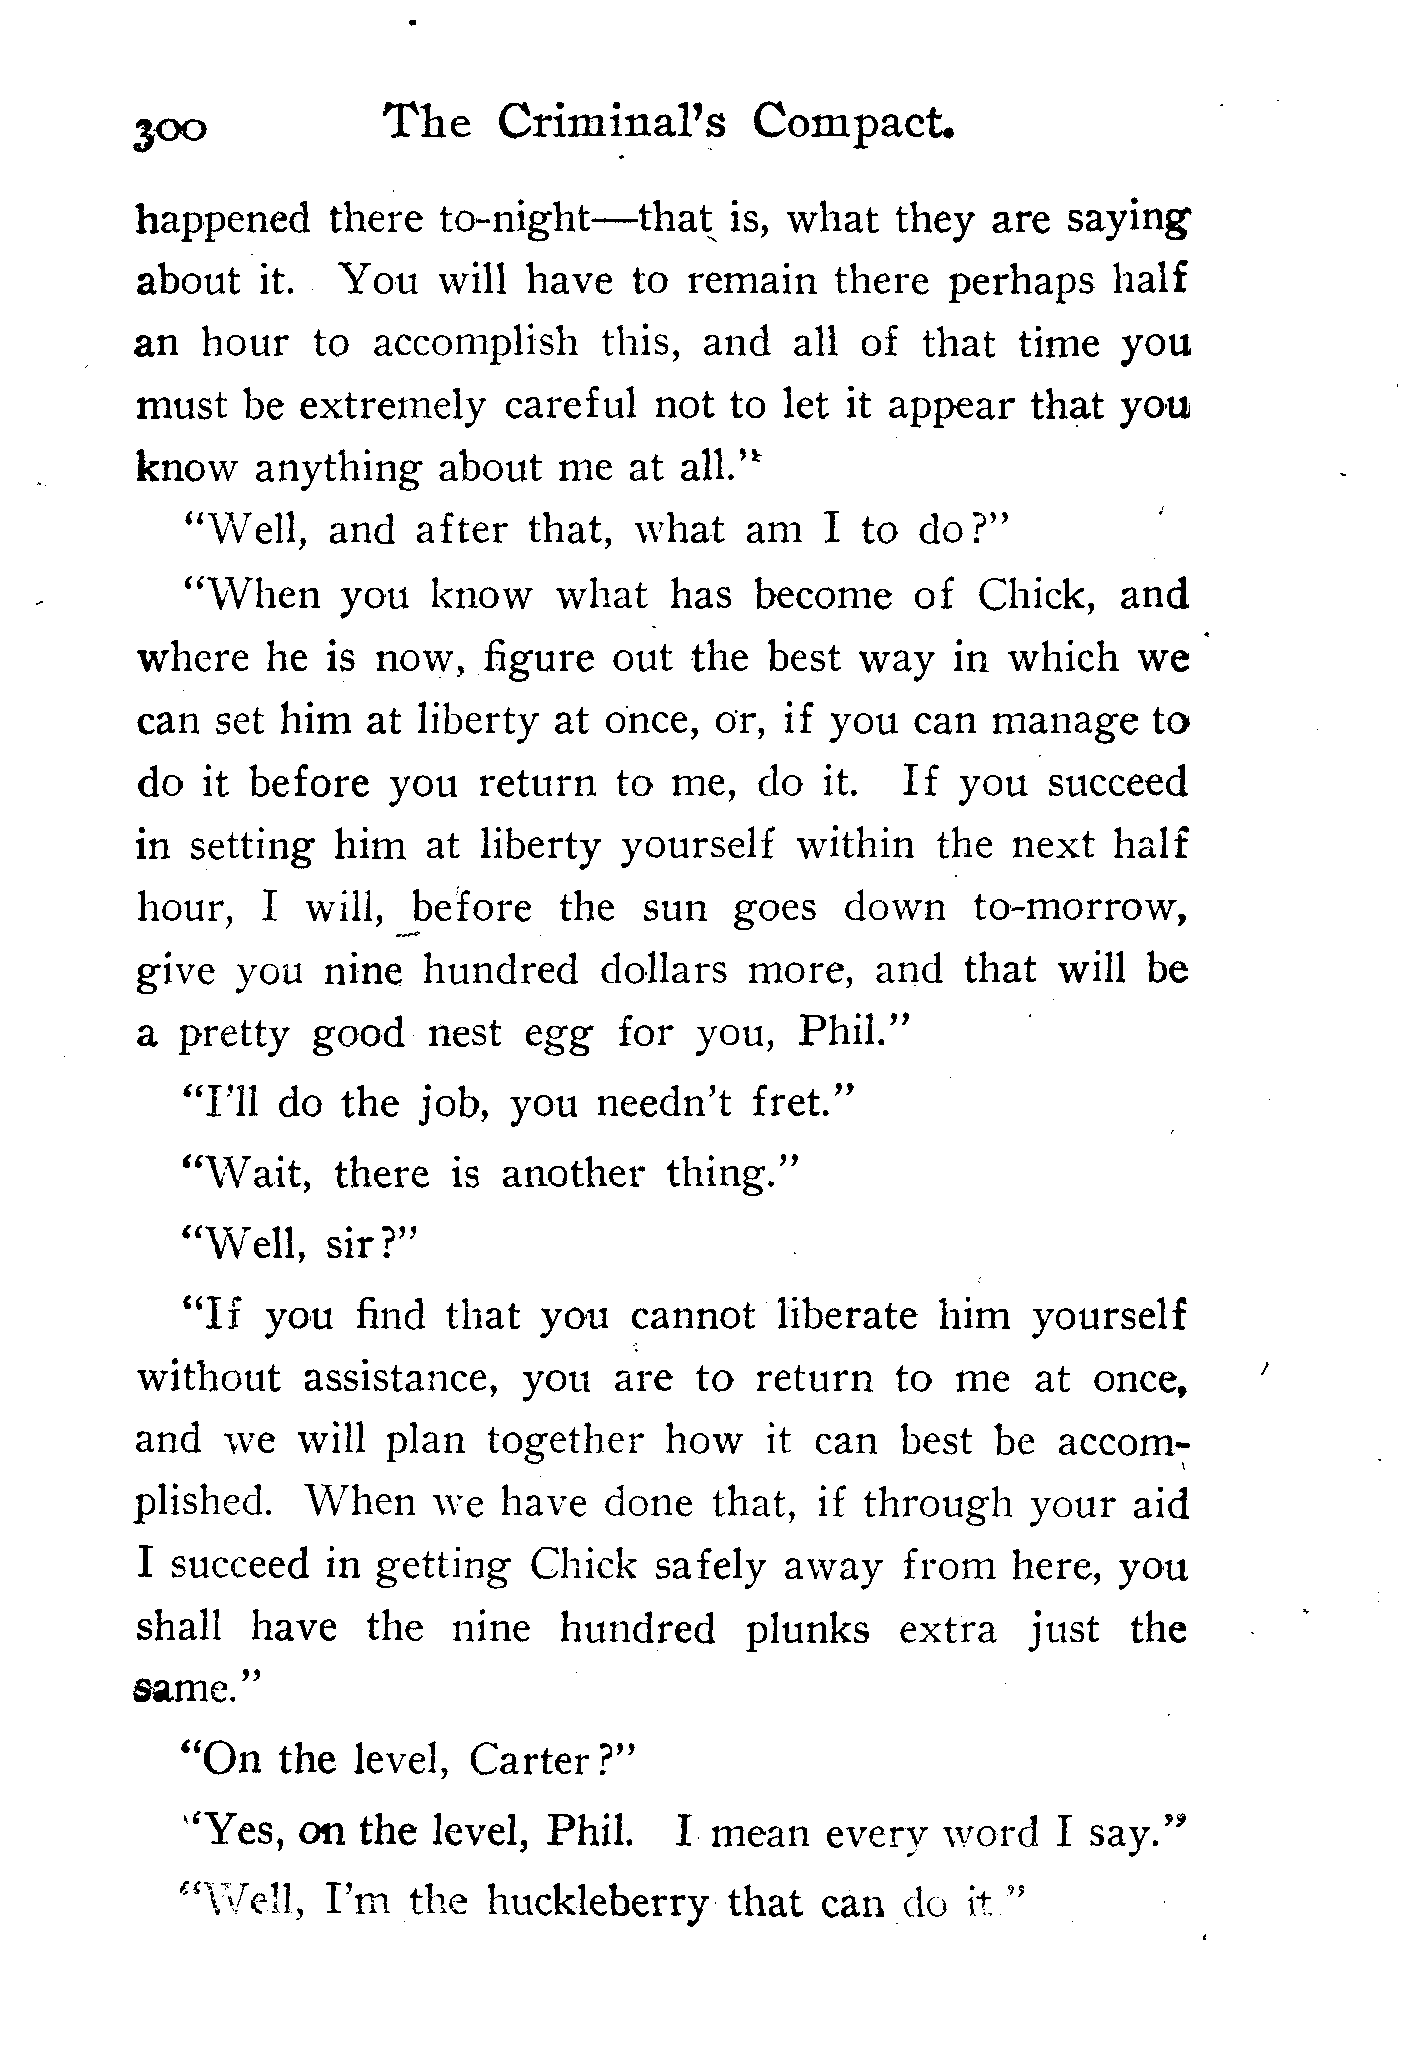 300 The Criminal's Compact.
happened there to-night—that is, what they are saying
about it. You will have to remain there perhaps half
an hour to accomplish this, and all of that time you
must be extremely careful not to let it appear that you
know anything about me at all."
"Well, and after that, what am I to do?"
"When you know what has become of Chick, and
where he is now, figure out the best way in which we
can set him at liberty at once, or, if you can manage to
do it before you return to me, do it. If you succeed
in setting him at liberty yourself within the next half
hour, I will, before the sun goes down to-morrow,
give you nine hundred dollars more, and that will be
a pretty good nest egg for you, Phil."
"I'll do the job, you needn't fret."
"Wait, there is another thing."
"Well, sir?"
"If you find that you cannot liberate him yourself
without assistance, you are to return to me at once,
and we will plan together how it can best be accom-
plished. When we have done that, if through your aid
I succeed in getting Chick safely away from here, you
shall have the nine hundred plunks extra just the
same."
"On the level, Carter?"
"Yes, on the level, Phil. I mean every word I say."
"Well, I'm the huckleberry that can do it."